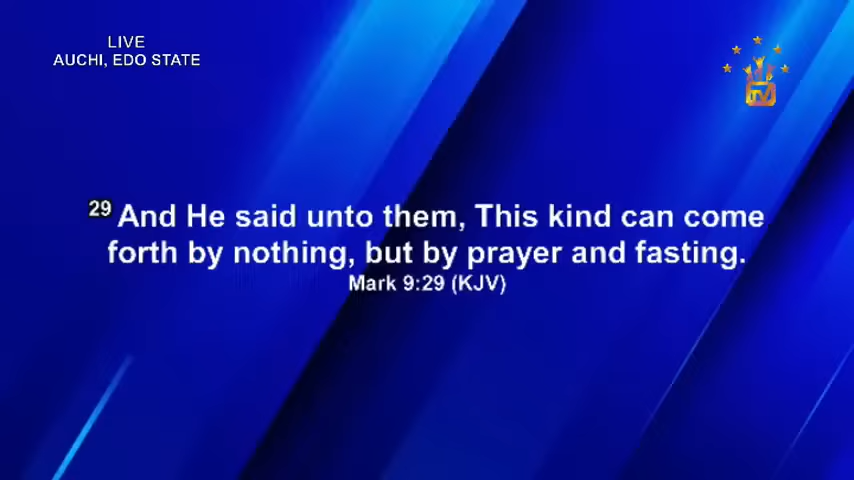 LIVE
AUCHI, EDO STATE
TV
29 And He said unto them, This kind can come
forth by nothing, but by prayer and fasting.
Mark 9:29 (KJV)